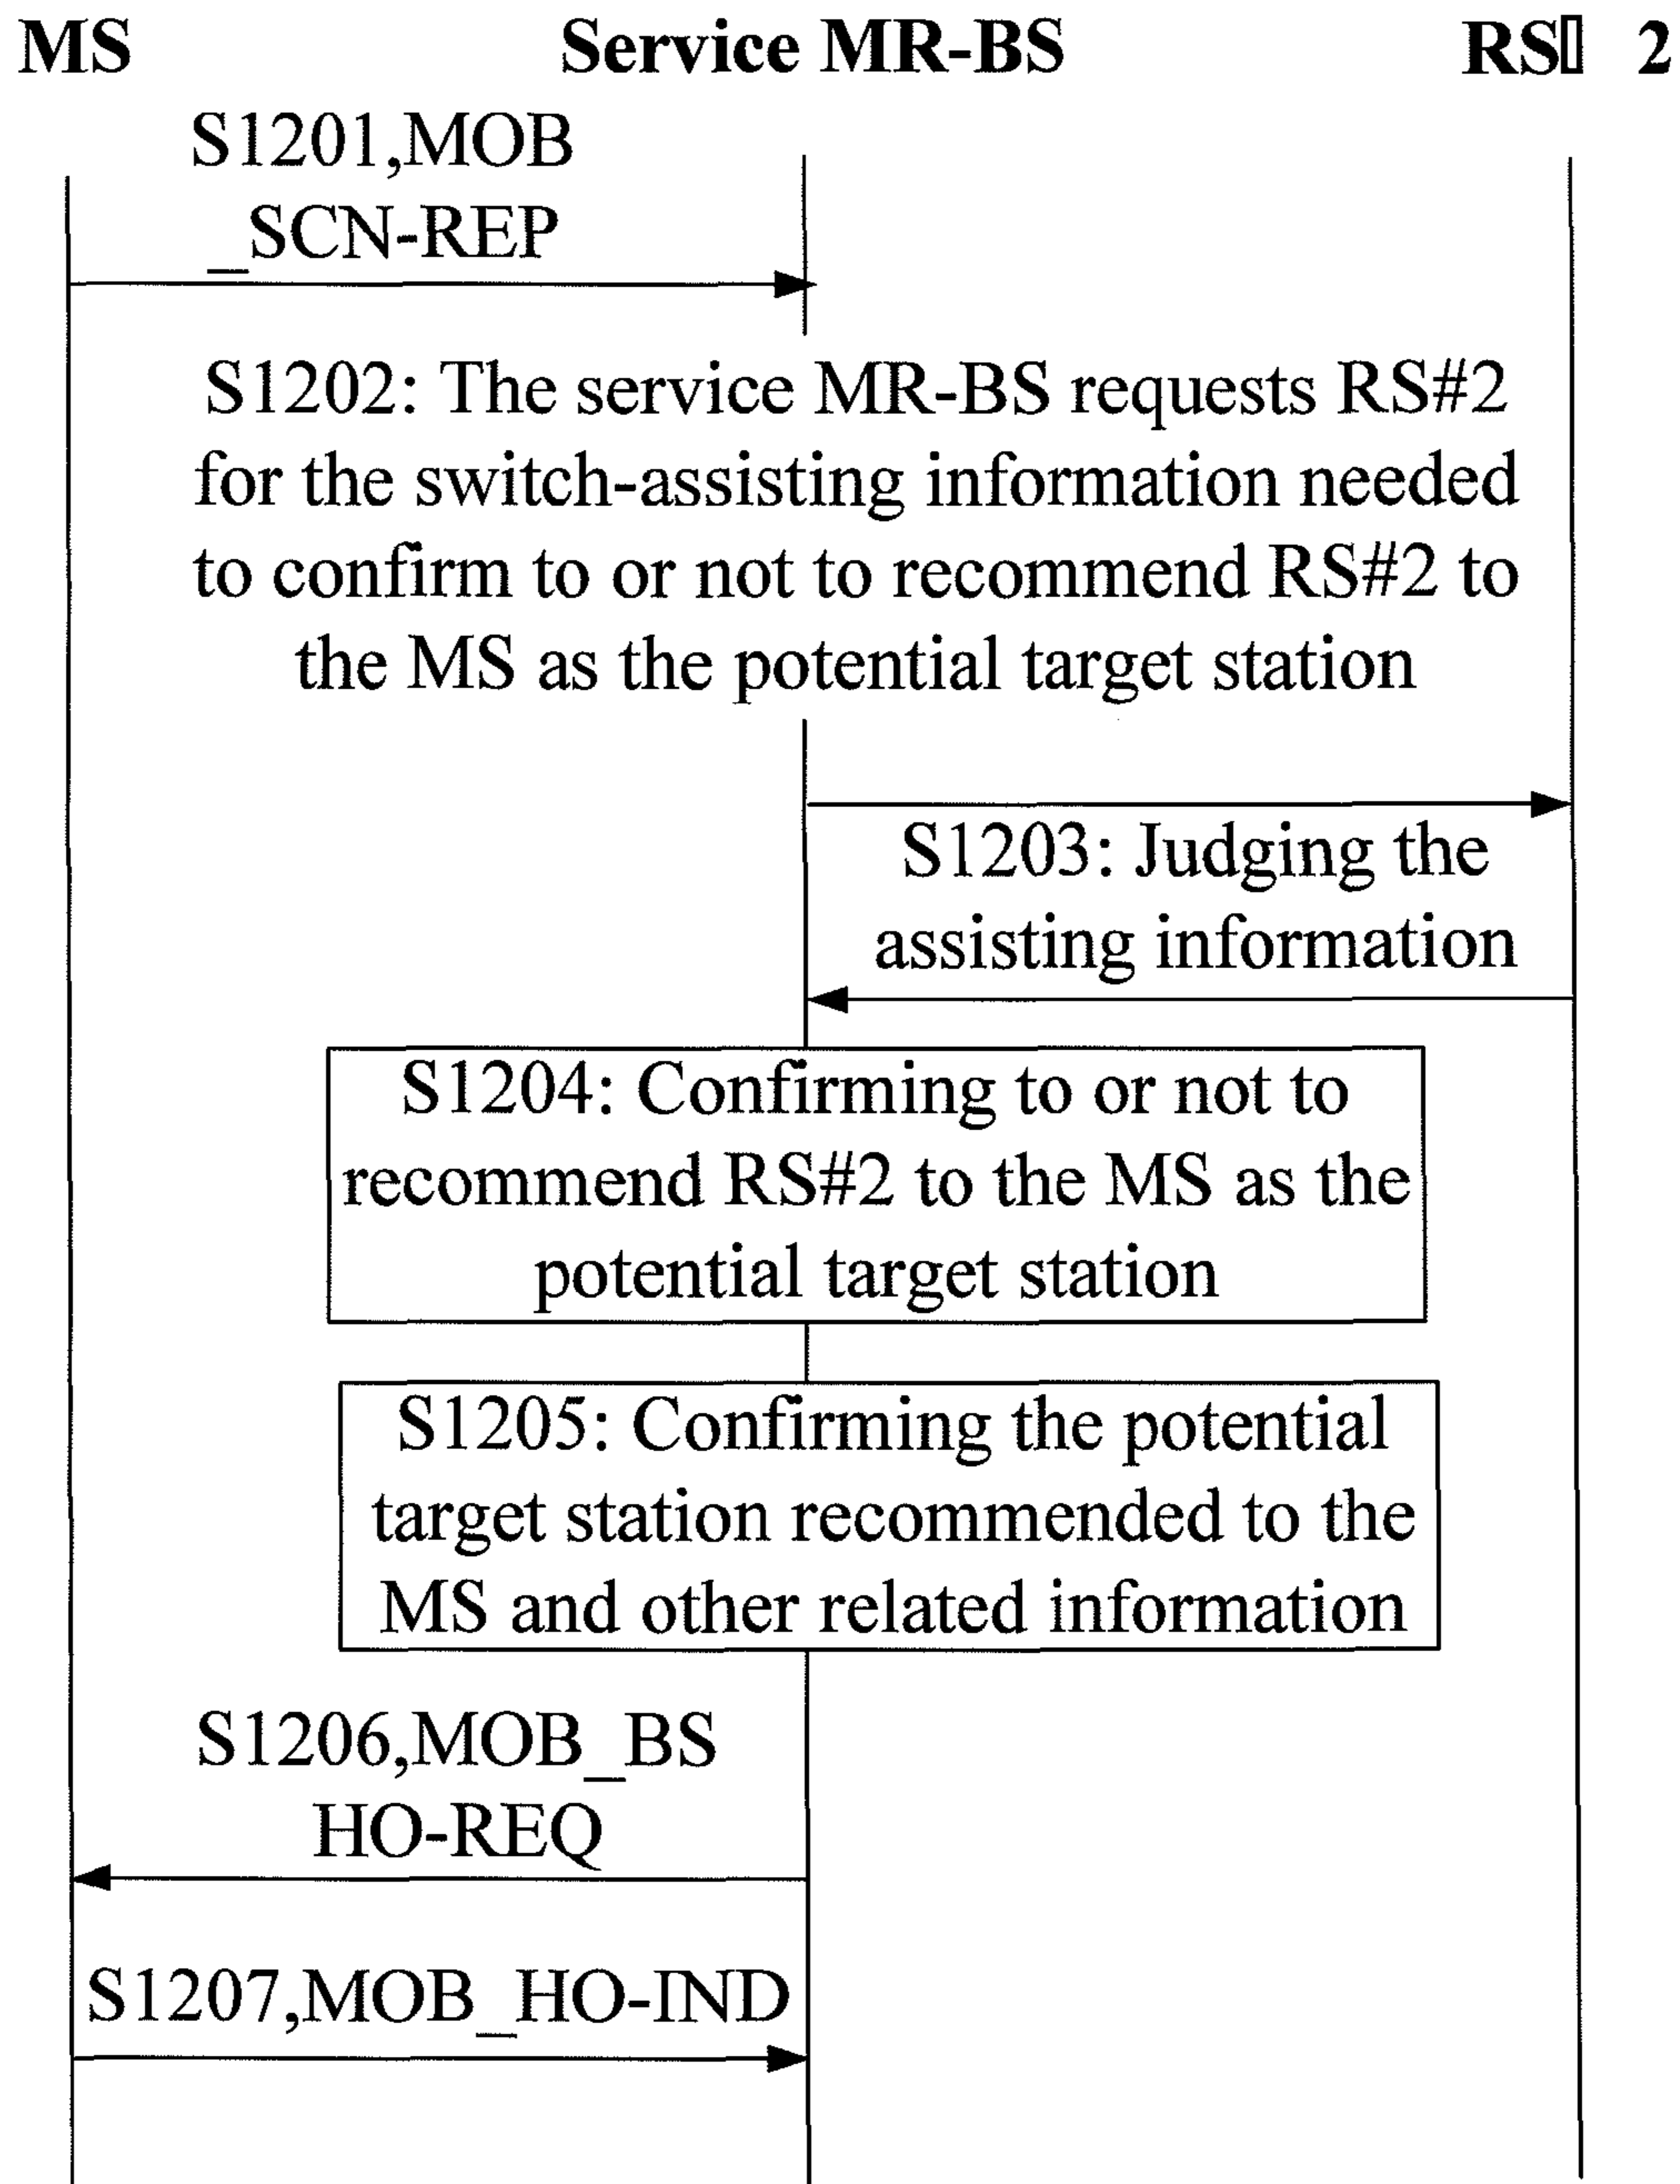 MS Service MR-BS RS▯ 2
S1201,MOB
_SCN-REP
S1202: The service MR-BS requests RS#2
for the switch-assisting information needed
to confirm to or not to recommend RS#2 to
the MS as the potential target station
S1203: Judging the
assisting information
S1204: Confirming to or not to
recommend RS#2 to the MS as the
potential target station
S1205: Confirming the potential
target station recommended to the
MS and other related information
S1206,MOB_BS
HO-REQ
S1207,MOB_HO-IND